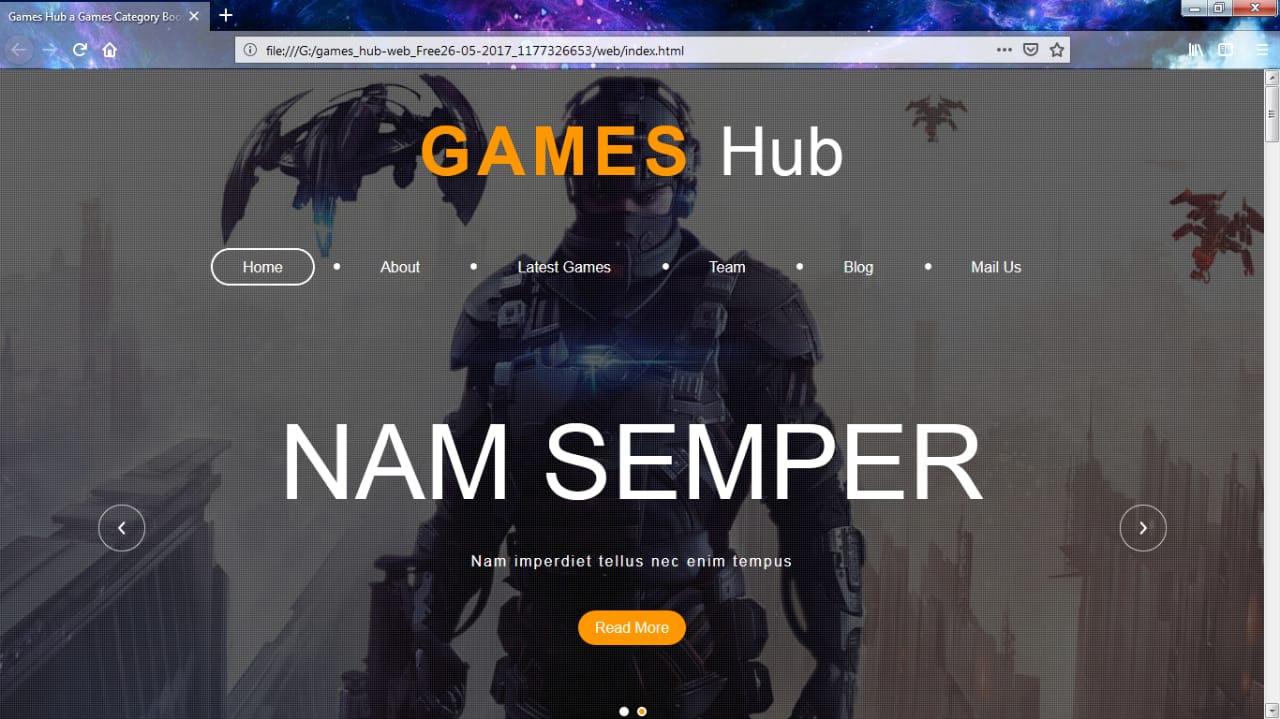 Games Hub a Games Category Boo
file:///G:/games_hub-web_Free26-05-2017_1177326653/web/index.html
GAMES Hub
Home • About • Latest Games • Team • Blog • Mail Us
NAM SEMPER
Nam imperdiet tellus nec enim tempus
Read More